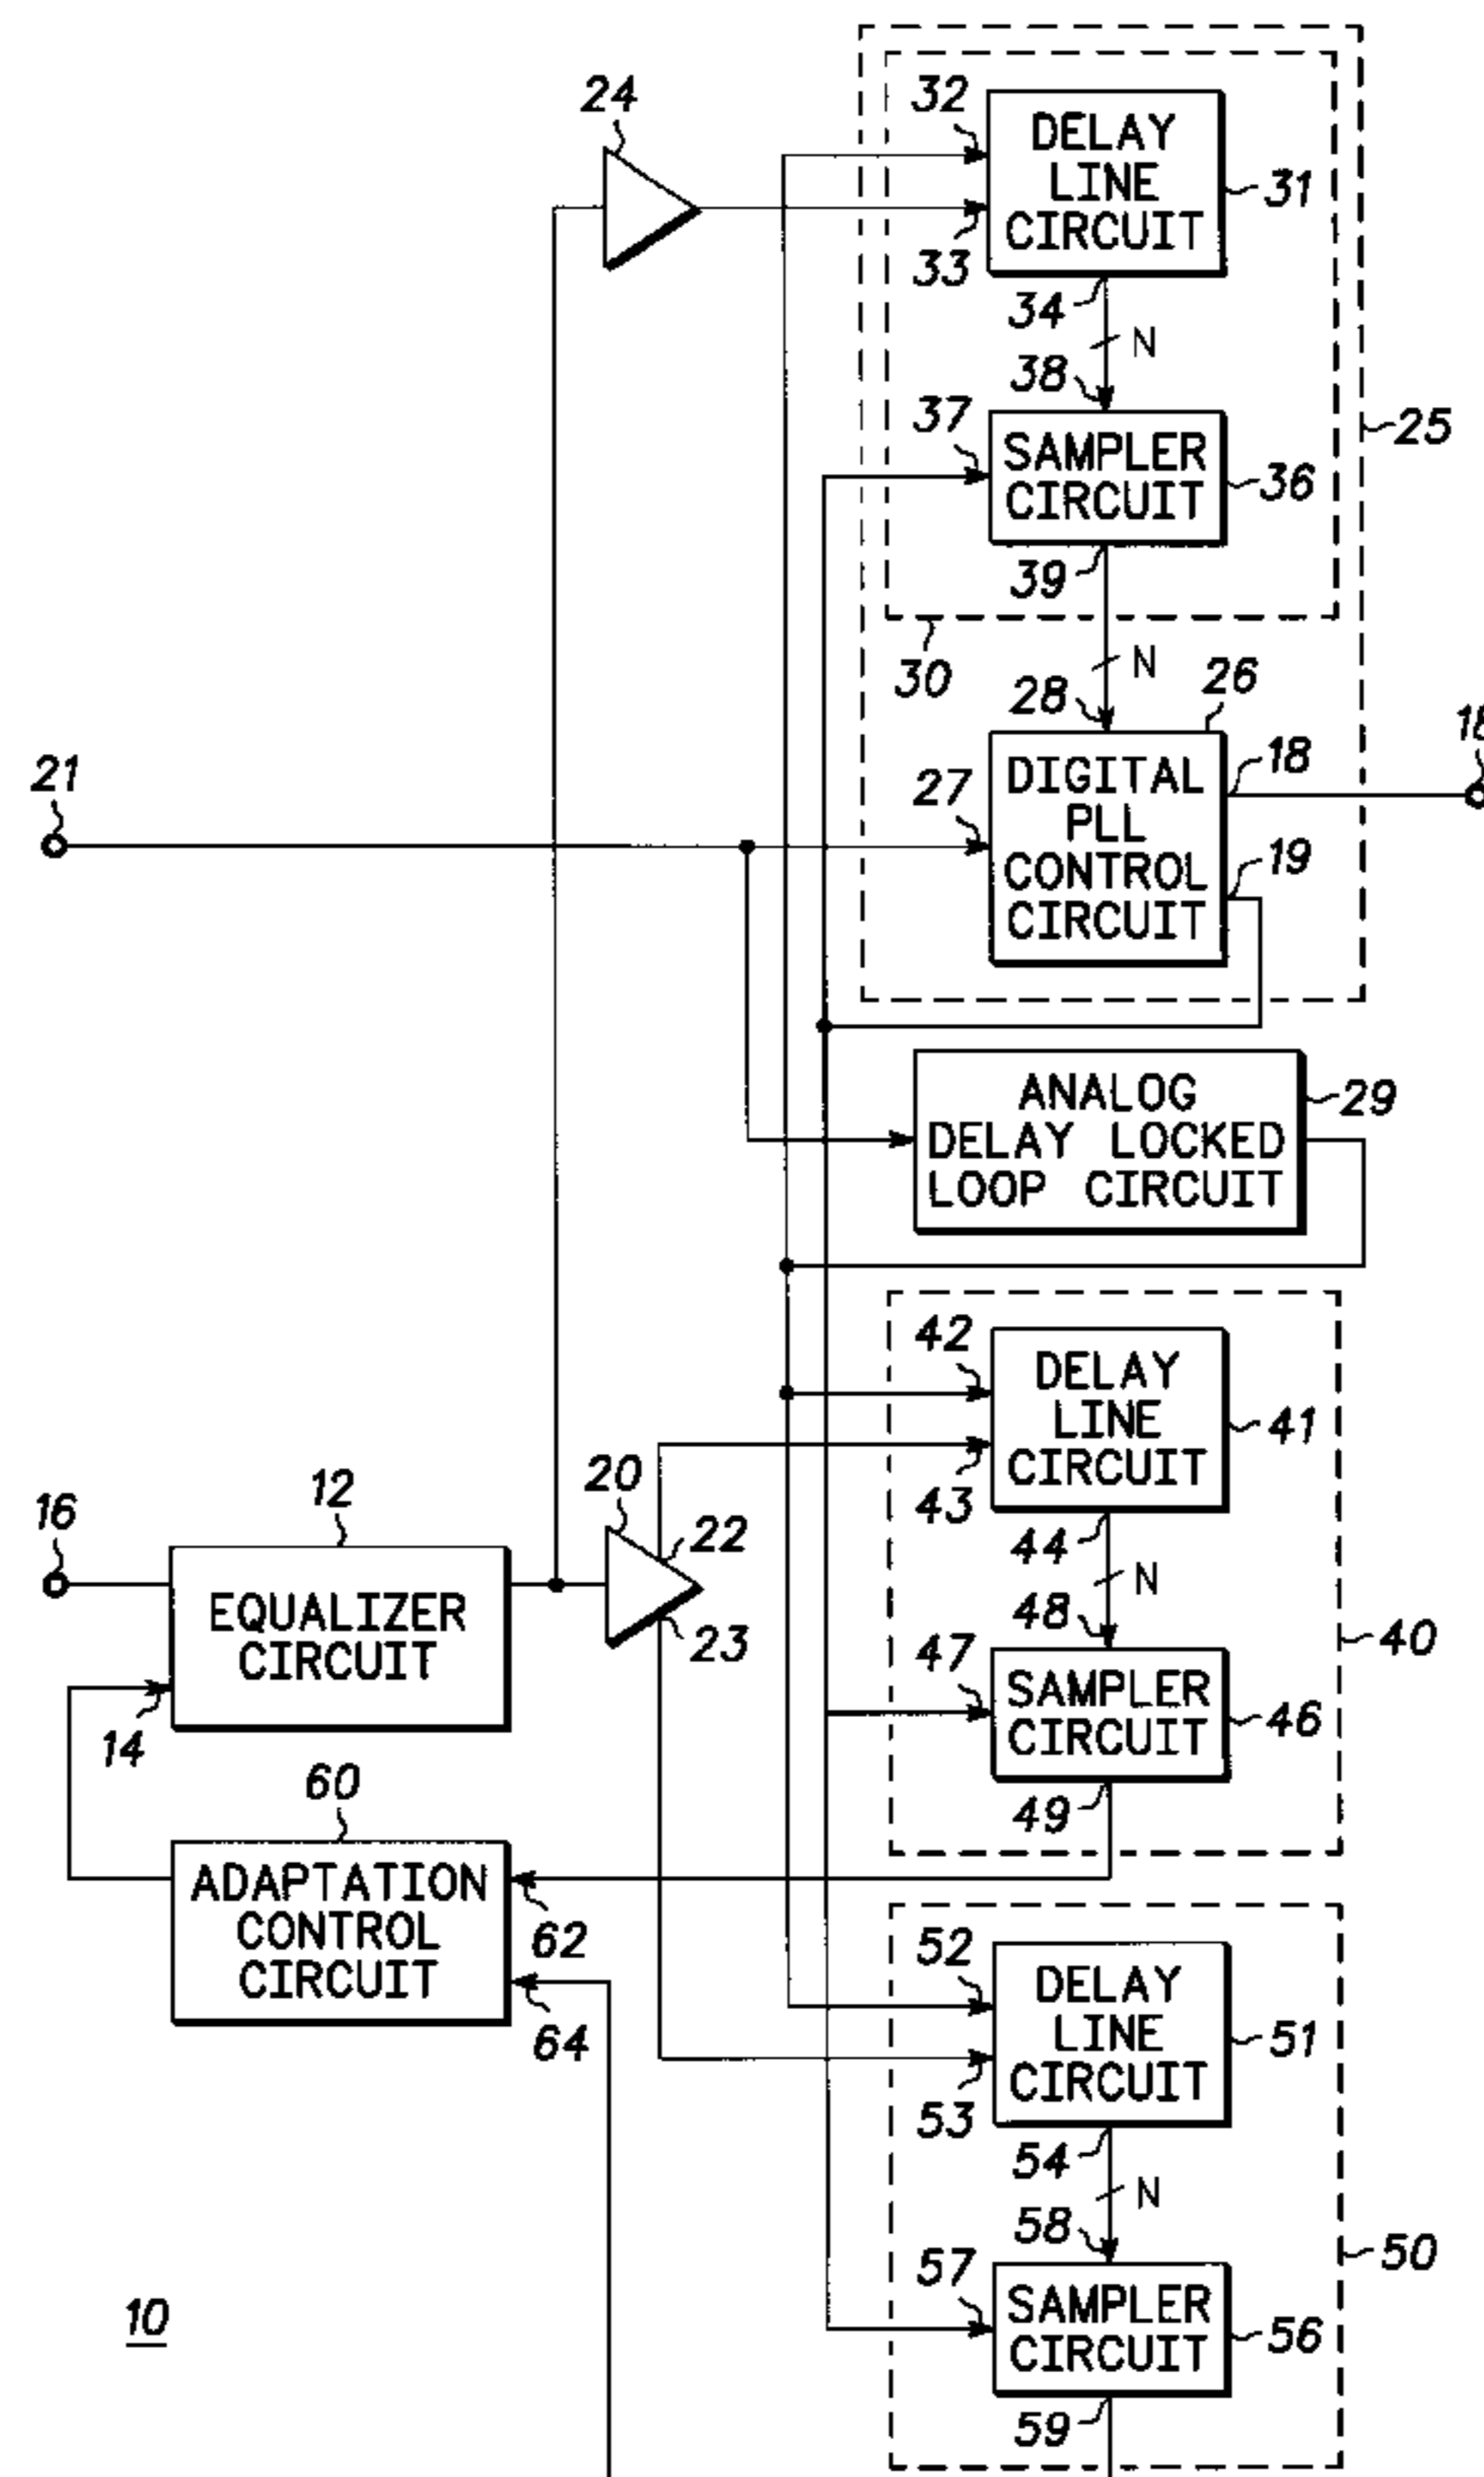 24
32
DELAY
LINE
CIRCUIT
31
33
34
N
38
37
SAMPLER
CIRCUIT
36
25
39
30
N
28
26
21
27
DIGITAL
PLL
CONTROL
CIRCUIT
18
19
ANALOG
DELAY LOCKED
LOOP CIRCUIT
29
42
DELAY
LINE
CIRCUIT
41
43
44
N
48
47
SAMPLER
CIRCUIT
46
40
49
16
12
EQUALIZER
CIRCUIT
14
20
22
23
60
ADAPTATION
CONTROL
CIRCUIT
62
64
52
DELAY
LINE
CIRCUIT
51
53
54
N
58
57
SAMPLER
CIRCUIT
56
50
59
10